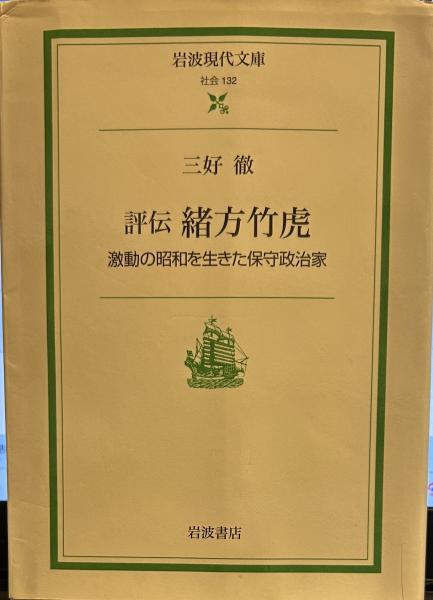 岩波現代文庫
社会 132
三好 徹
評伝 緒方竹虎
激動の昭和を生きた保守政治家
岩波書店